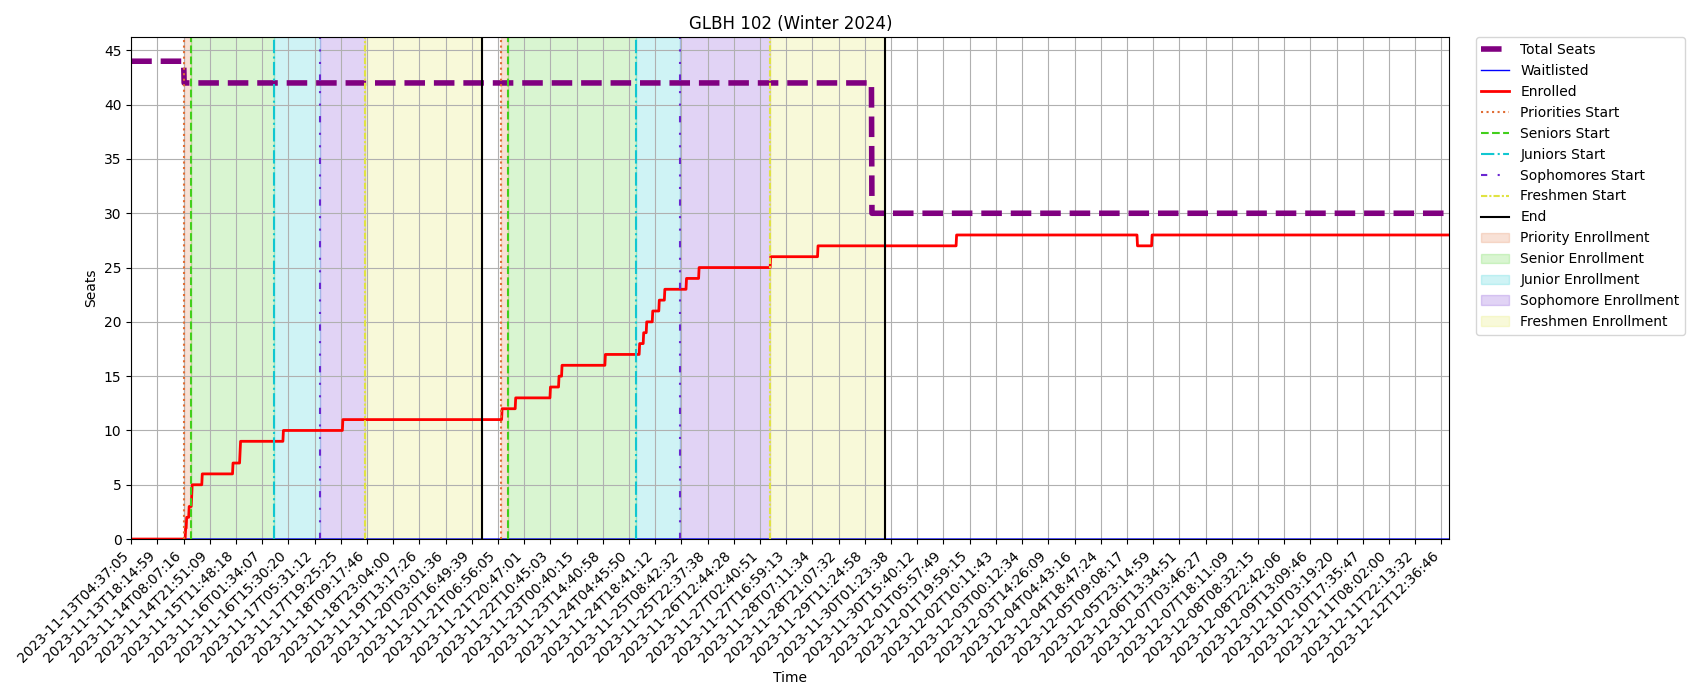 GLBH 102 (Winter 2024)
Seats
45
40
35
30
25
20
15
10
5
0
Total Seats
Waitlisted
Enrolled
Priorities Start
Seniors Start
Juniors Start
Sophomores Start
Freshmen Start
End
Priority Enrollment
Senior Enrollment
Junior Enrollment
Sophomore Enrollment
Freshmen Enrollment
2023-11-13T04:37:05
2023-11-13T18:14:59
2023-11-14T08:07:16
2023-11-14T21:51:09
2023-11-15T11:48:18
2023-11-16T01:34:07
2023-11-16T15:30:20
2023-11-17T05:31:12
2023-11-17T19:25:25
2023-11-18T09:17:46
2023-11-18T23:04:00
2023-11-19T13:17:26
2023-11-20T03:01:36
2023-11-20T16:49:39
2023-11-21T06:56:05
2023-11-21T20:47:01
2023-11-22T10:45:03
2023-11-23T00:40:15
2023-11-23T14:40:58
2023-11-24T04:45:50
2023-11-24T18:41:12
2023-11-25T08:42:32
2023-11-25T22:37:38
2023-11-26T12:44:28
2023-11-27T02:40:51
2023-11-27T16:59:13
2023-11-28T07:11:34
2023-11-28T21:07:32
2023-11-29T11:24:58
2023-11-30T01:23:38
2023-11-30T15:40:12
2023-12-01T05:57:49
2023-12-01T19:59:15
2023-12-02T10:11:43
2023-12-03T00:12:34
2023-12-03T14:26:09
2023-12-04T04:43:16
2023-12-04T18:47:24
2023-12-05T09:08:17
2023-12-05T23:14:59
2023-12-06T13:34:51
2023-12-07T03:46:27
2023-12-07T18:11:09
2023-12-08T08:32:15
2023-12-08T22:42:06
2023-12-09T13:09:46
2023-12-10T03:19:20
2023-12-10T17:35:47
2023-12-11T08:02:00
2023-12-11T22:13:32
2023-12-12T12:36:46
Time